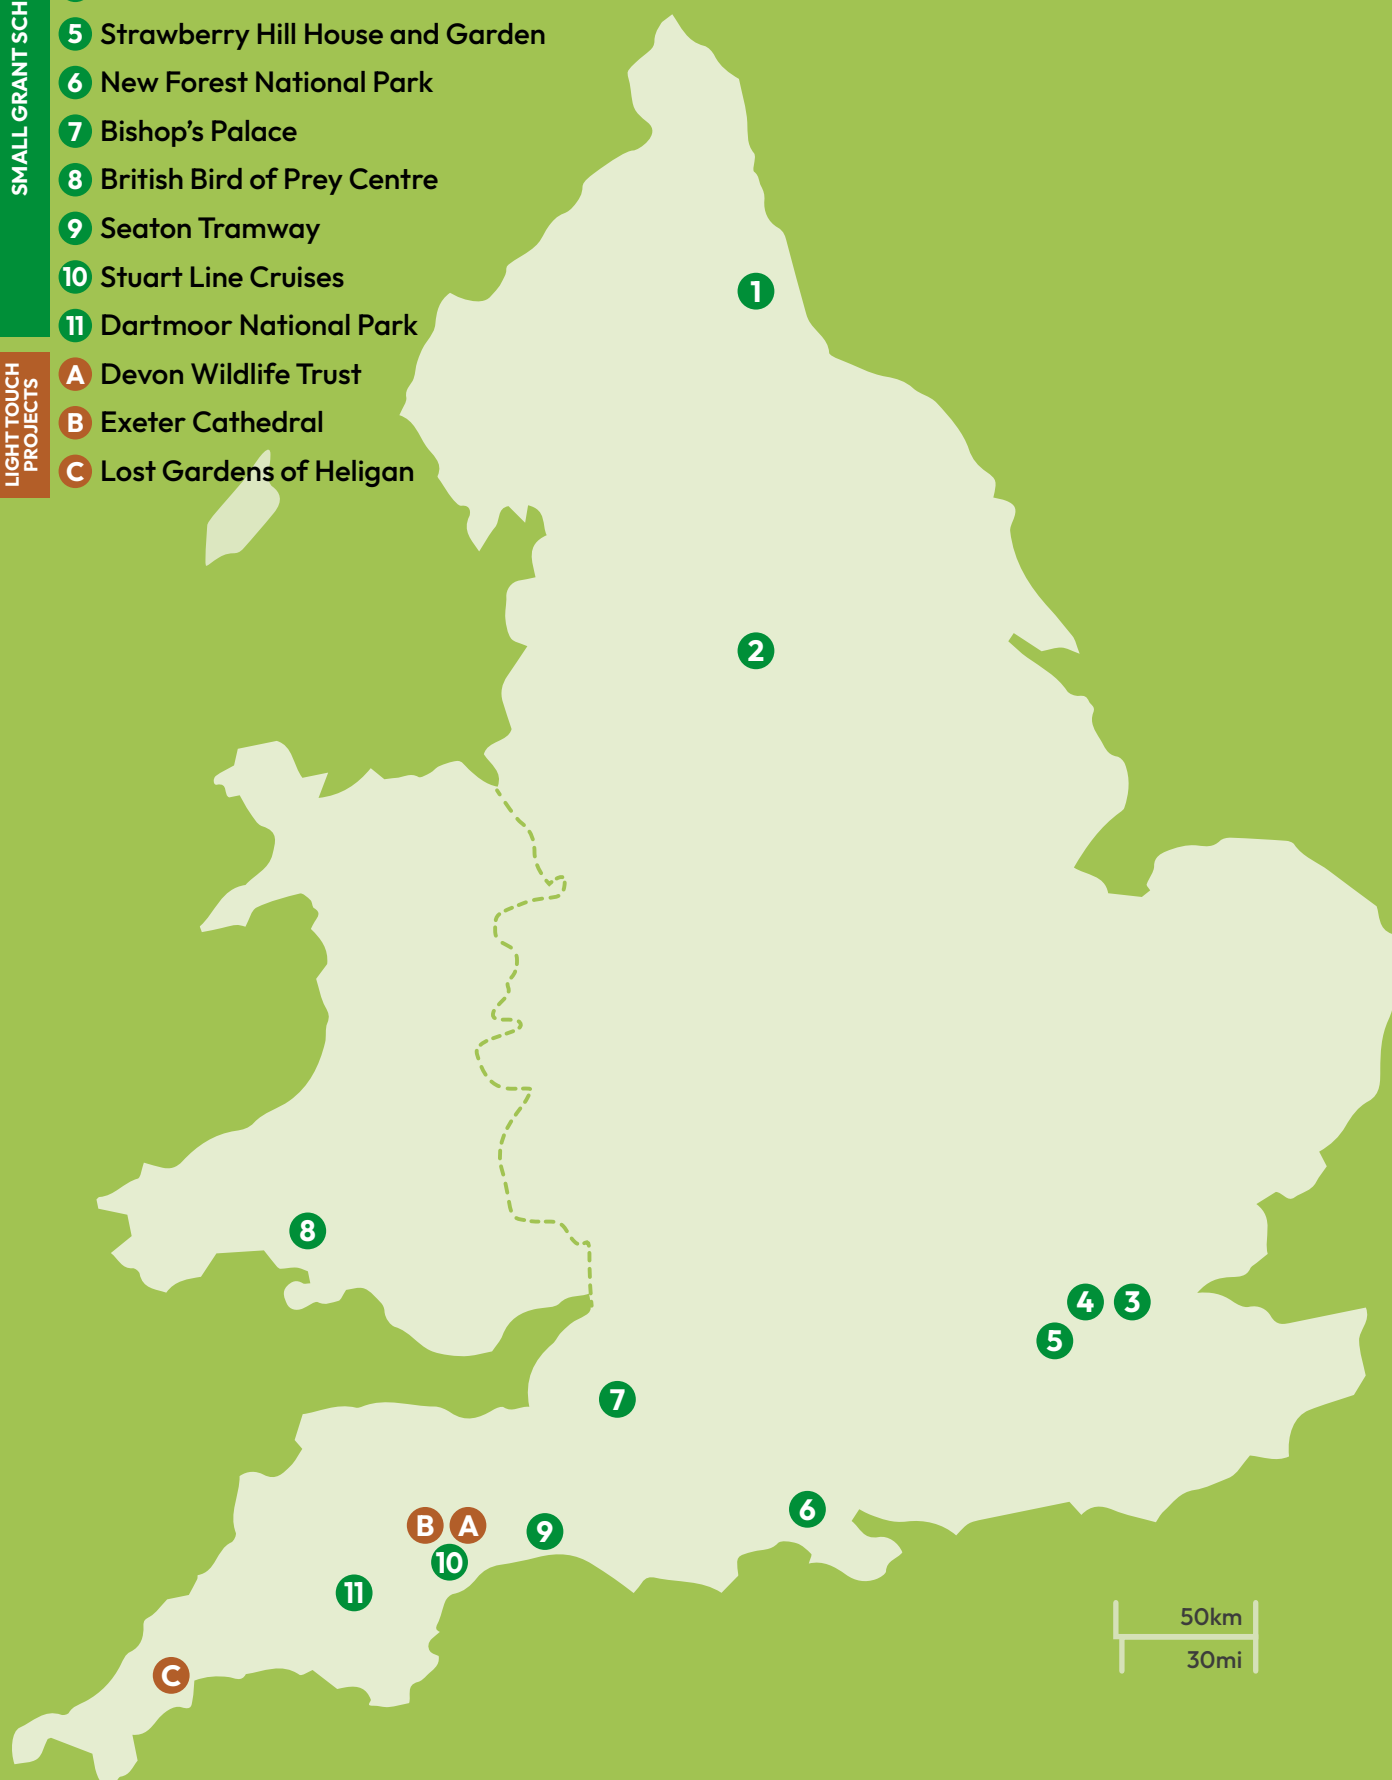 SMALL GRANT SCH
5 Strawberry Hill House and Garden
6 New Forest National Park
7 Bishop's Palace
8 British Bird of Prey Centre
9 Seaton Tramway
10 Stuart Line Cruises
11 Dartmoor National Park
LIGHT TOUCH
PROJECTS
A Devon Wildlife Trust
B Exeter Cathedral
C Lost Gardens of Heligan
1
2
8
4 3
5
7
6
B A
9
10
11
C
50km
30mi